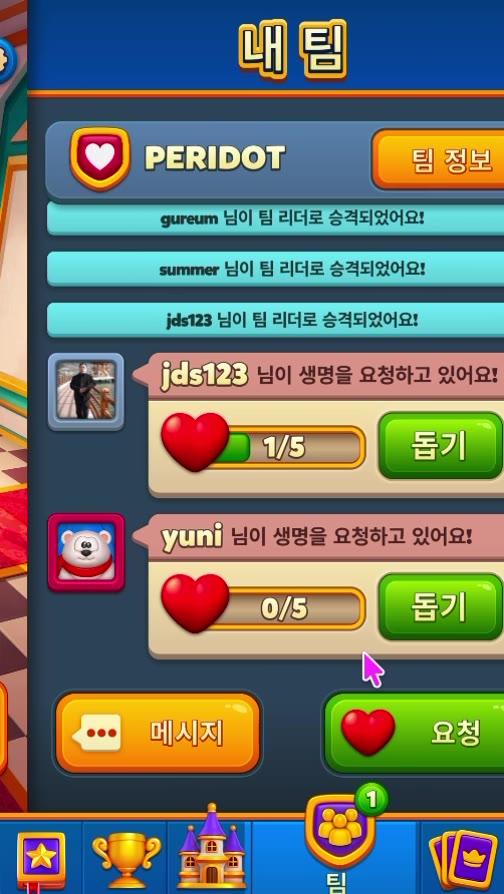 내 팀
PERIDOT
팀 정보
gureum 님이 팀 리더로 승격되었어요!
summer 님이 팀 리더로 승격되었어요!
jds123 님이 팀 리더로 승격되었어요!
jds123 님이 생명을 요청하고 있어요!
1/5
돕기
yuni 님이 생명을 요청하고 있어요!
0/5
돕기
메시지
요청
1
팀